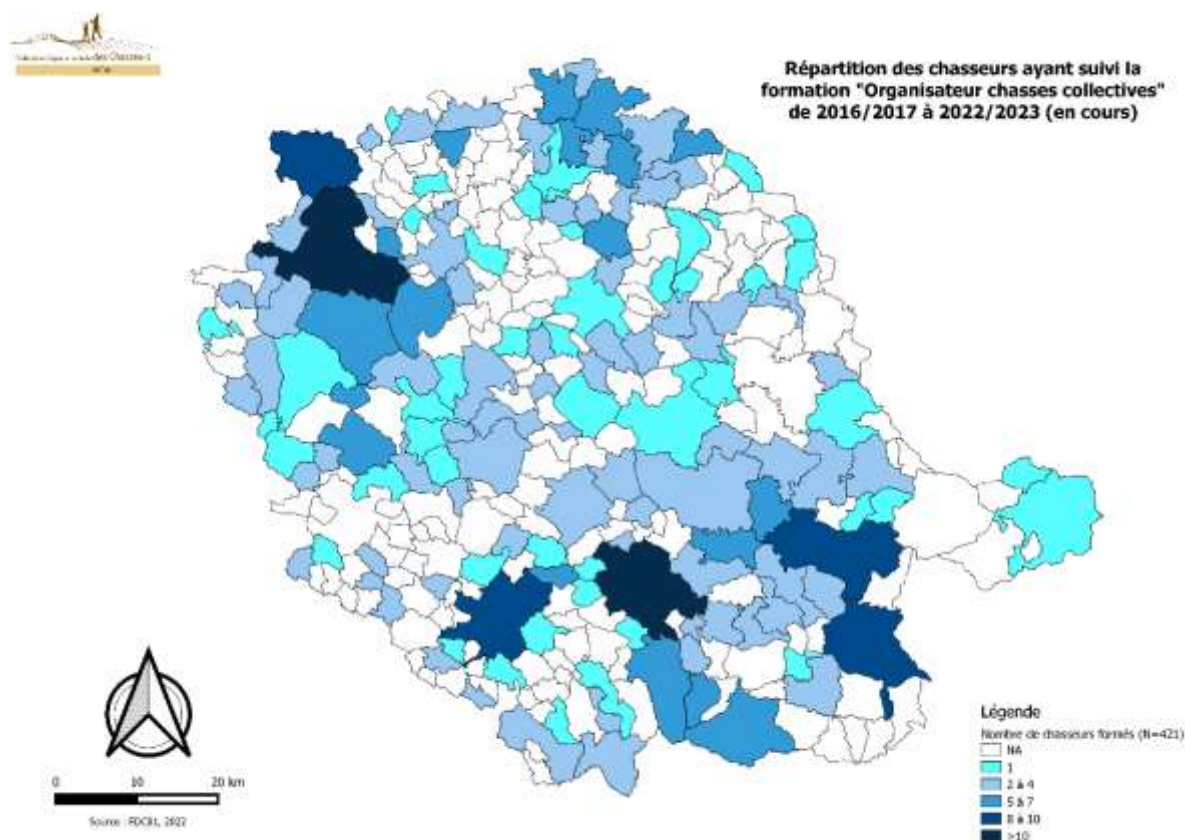 des Chasseurs
Répartition des chasseurs ayant suivi la
formation "Organisateur chasses collectives"
de 2016/2017 à 2022/2023 (en cours)
Légende
Nombre de chasseurs formés (N=421)
NA
1
2 à 4
5 à 7
8 à 10
>10
0 10 20 km
Source : FDC81, 2022